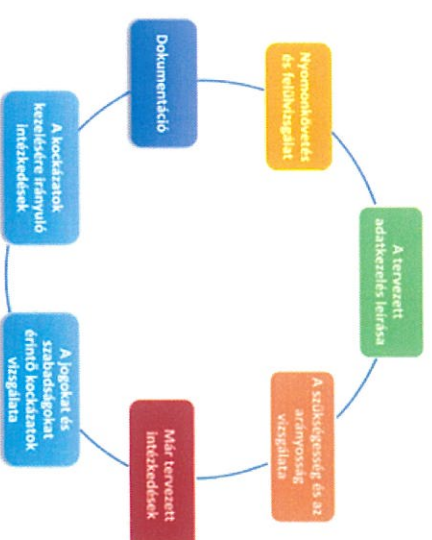 A tervezett
adatkezelés leírása
A szükségesség és az
arányosság
vizsgálata
Már tervezett
intézkedések
A jogokat és
szabadságokat
érintő kockázatok
vizsgálata
A kockázatok
kezelésére irányuló
intézkedések
Dokumentáció
Nyomonkövetés
és felülvizsgálat